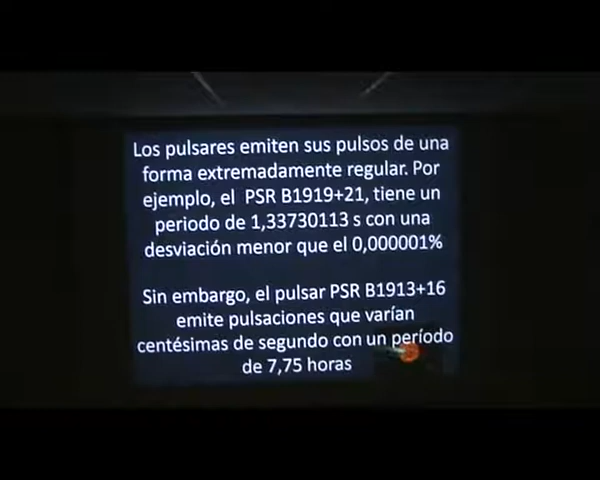 Los pulsares emiten sus pulsos de una
forma extremadamente regular. Por
ejemplo, el PSR B1919+21, tiene un
periodo de 1,33730113 s con una
desviación menor que el 0,000001%
Sin embargo, el pulsar PSR B1913+16
emite pulsaciones que varían
centésimas de segundo con un período
de 7,75 horas